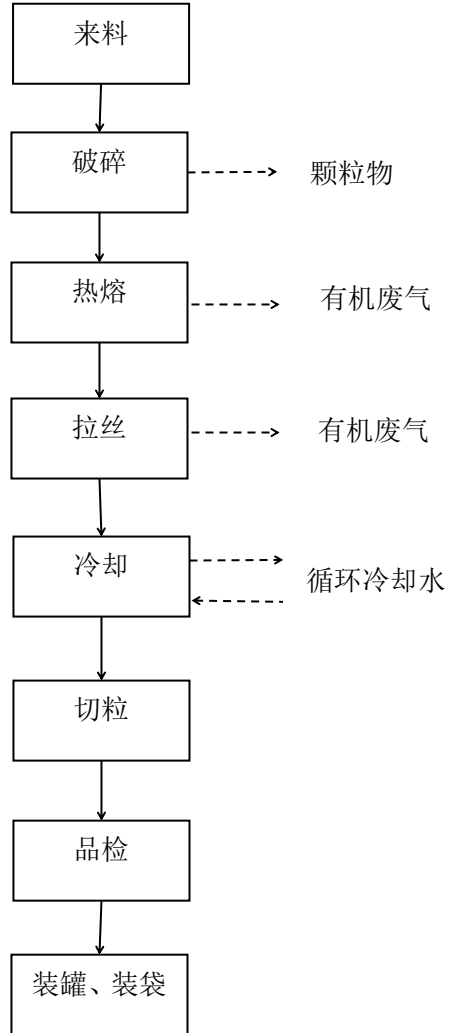 来料
破碎
颗粒物
热熔
有机废气
拉丝
有机废气
冷却
循环冷却水
切粒
品检
装罐、装袋